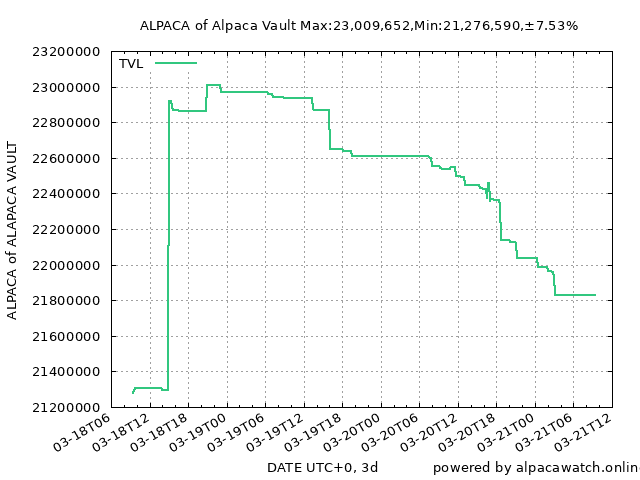 ALPACA of Alpaca Vault Max:23,009,652,Min:21,276,590,±7.53%
TVL
ALPACA of ALAPACA VAULT
23200000
23000000
22800000
22600000
22400000
22200000
22000000
21800000
21600000
21400000
21200000
03-18T06
03-18T12
03-18T18
03-19T00
03-19T06
03-19T12
03-19T18
03-20T00
03-20T06
03-20T12
03-20T18
03-21T00
03-21T06
03-21T12
DATE UTC+0, 3d
powered by alpacawatch.onlin